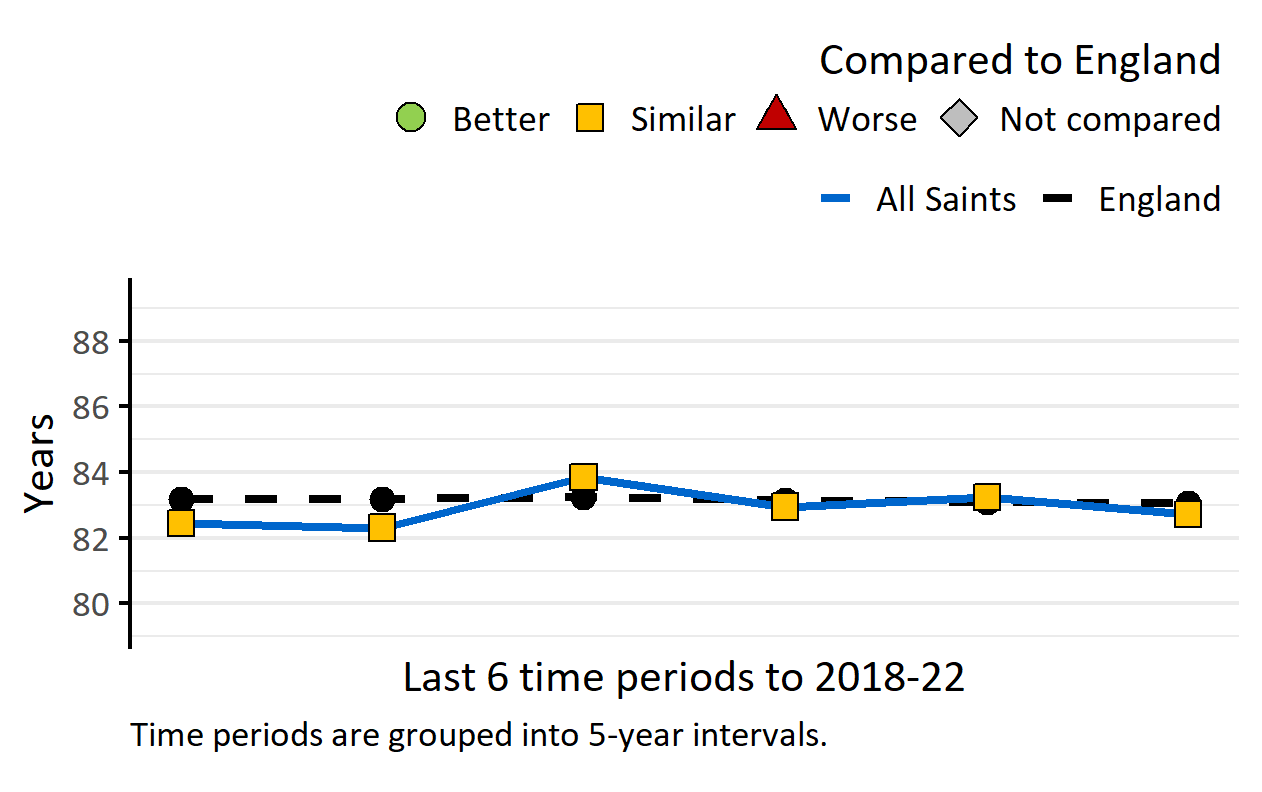 Compared to England
Better Similar Worse Not compared
All Saints England
88
86
84
82
80
Years
Last 6 time periods to 2018-22
Time periods are grouped into 5-year intervals.